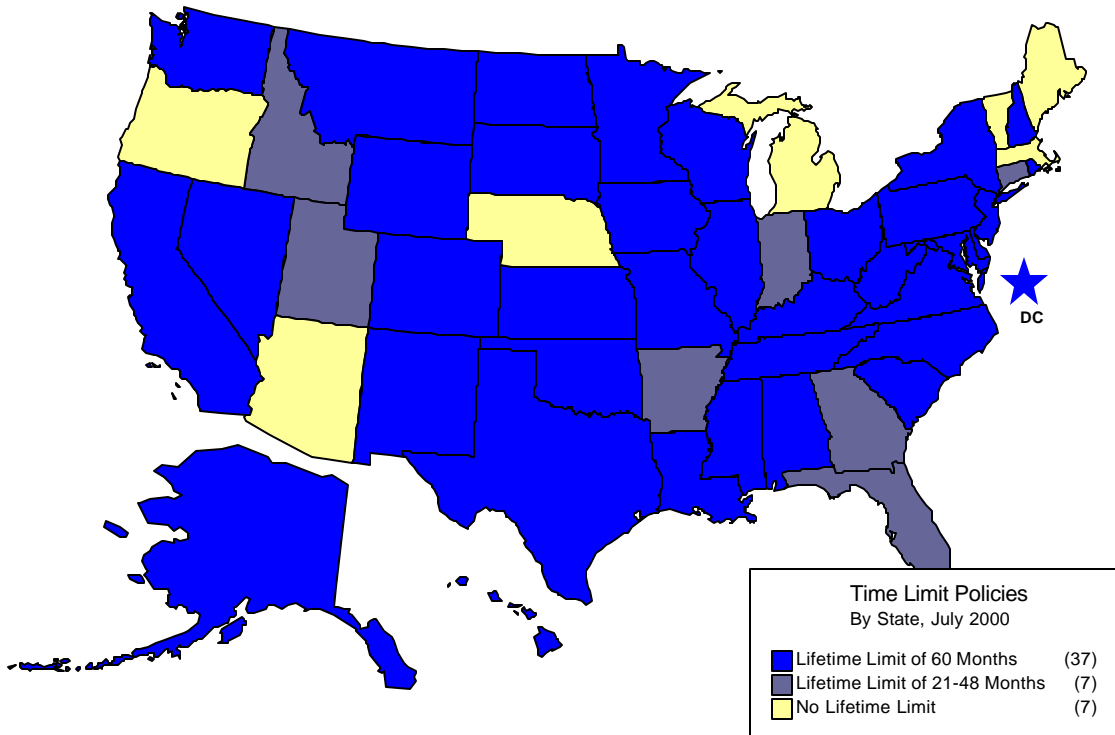 DC
Time Limit Policies
By State, July 2000
Lifetime Limit of 60 Months (37)
Lifetime Limit of 21-48 Months (7)
No Lifetime Limit (7)